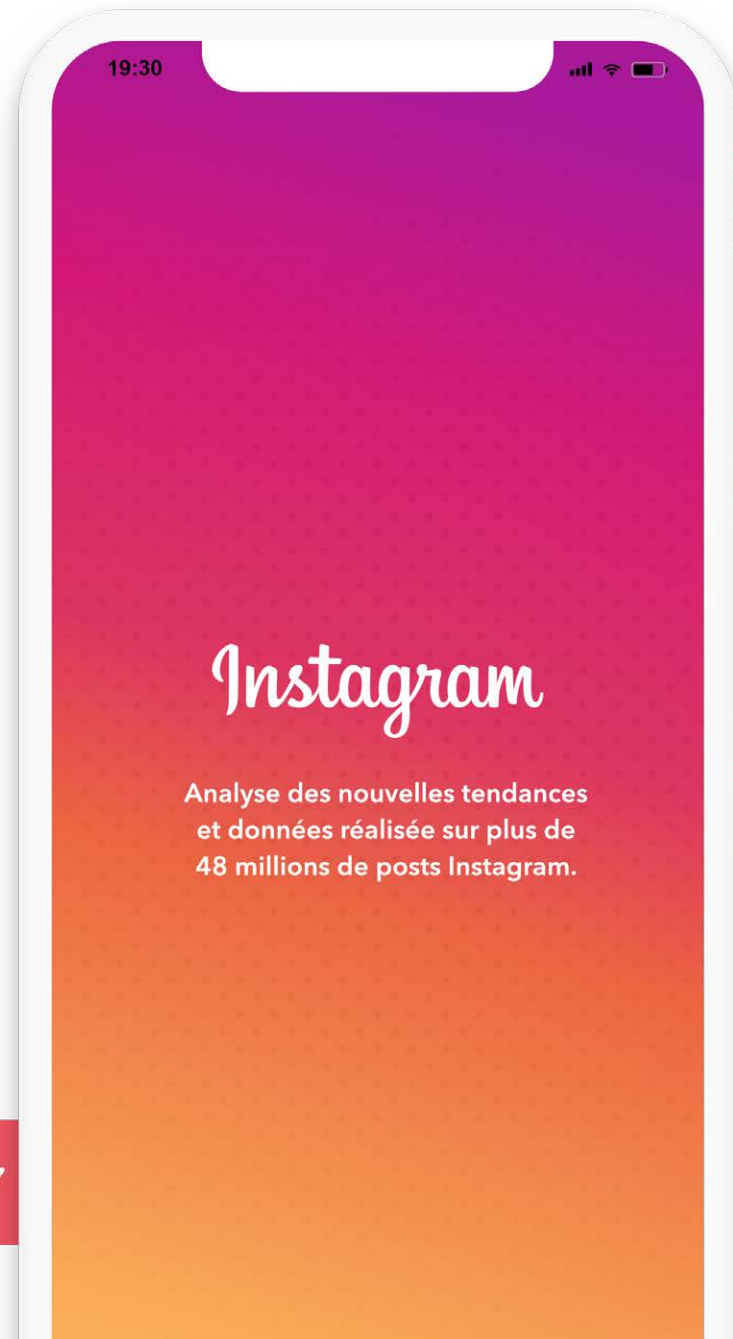 19:30
Instagram
Analyse des nouvelles tendances
et données réalisée sur plus de
48 millions de posts Instagram.